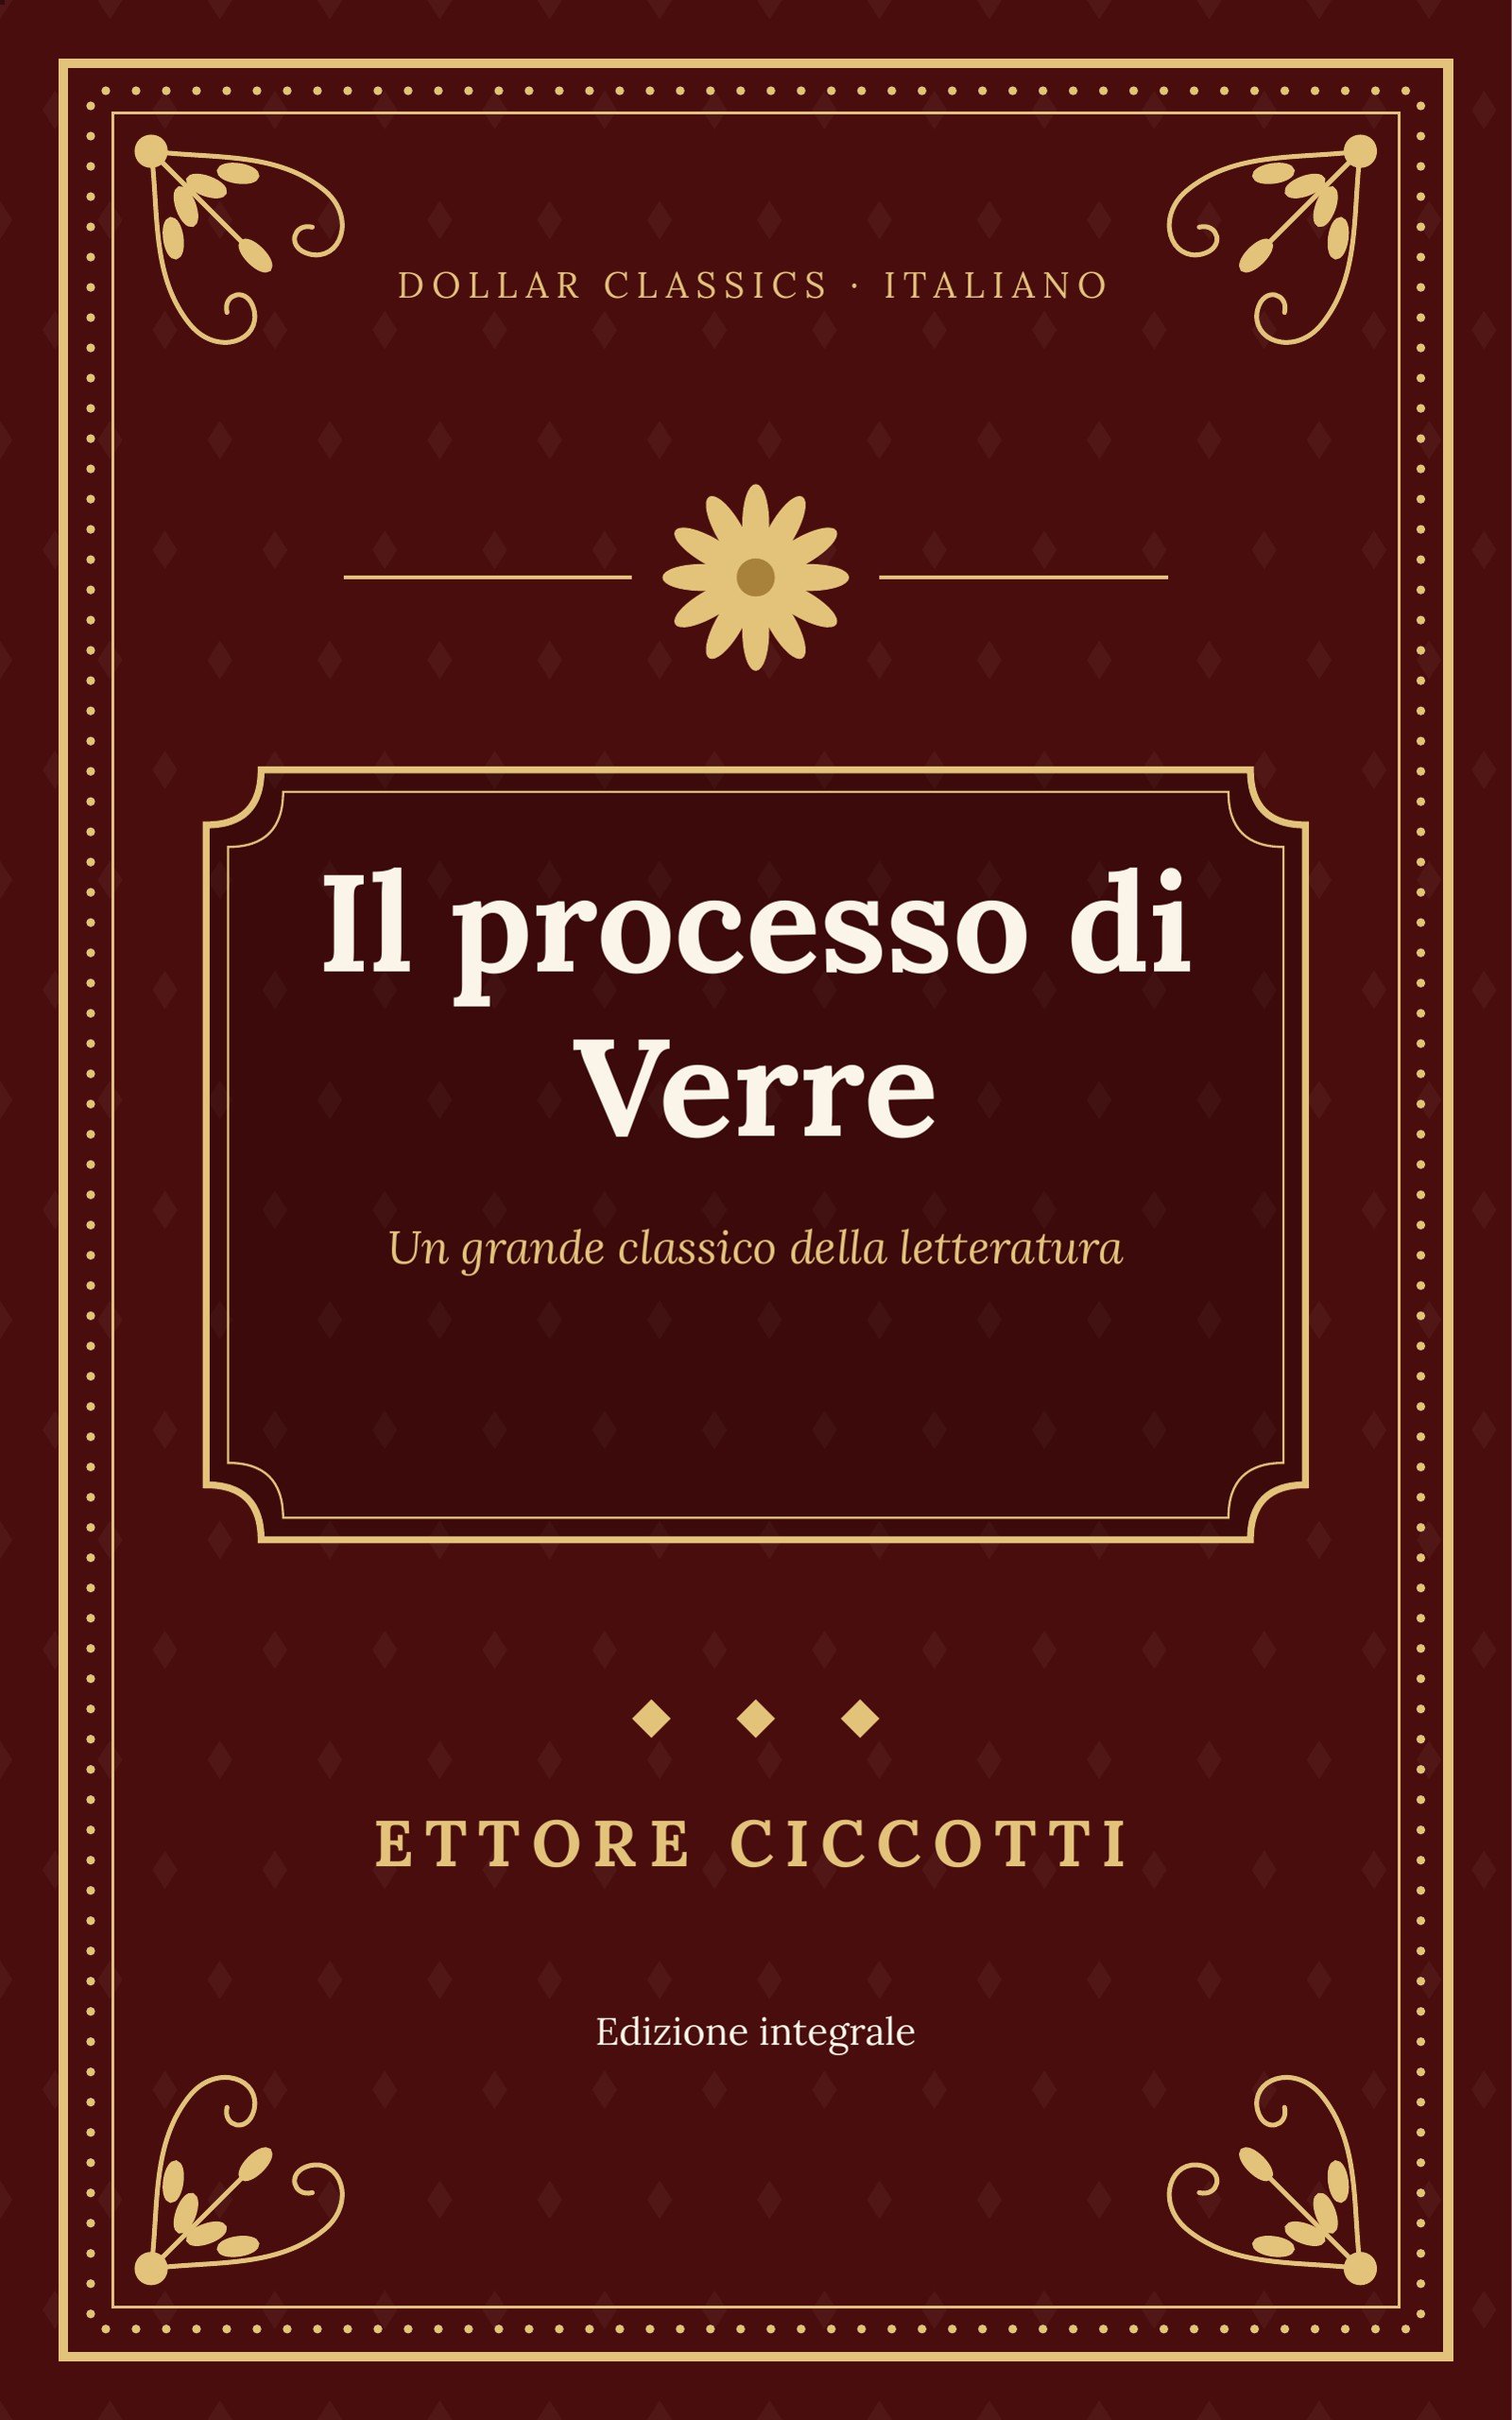 DOLLAR CLASSICS · ITALIANO
Il processo di
Verre
Un grande classico della letteratura
ETTORE CICCOTTI
Edizione integrale